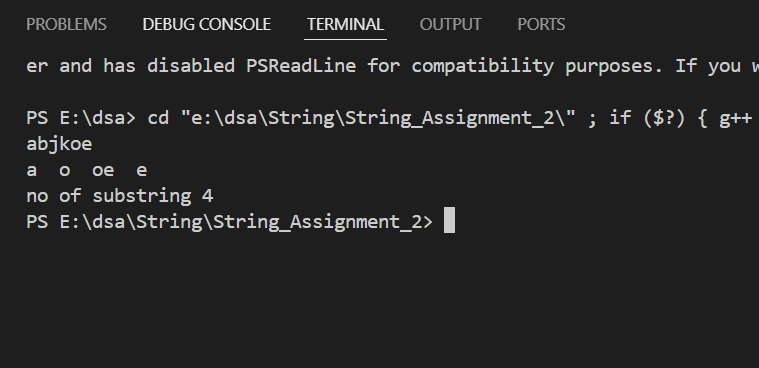 PROBLEMS DEBUG CONSOLE TERMINAL OUTPUT PORTS
er and has disabled PSReadLine for compatibility purposes. If you w
PS E:\dsa> cd "e:\dsa\String\String_Assignment_2\" ; if ($?) { g++
abjkoe
a  o  oe  e
no of substring 4
PS E:\dsa\String\String_Assignment_2>